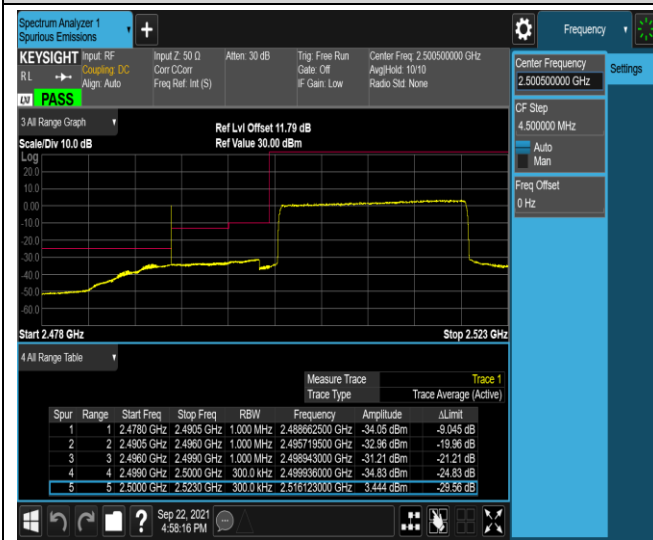 Spectrum Analyzer 1
Spurious Emissions
+
Frequency
KEYSIGHT
Input: RF
Input Z: 50 Ω
Atten: 30 dB
Trig: Free Run
Center Freq: 2.500500000 GHz
RL
Coupling: DC
Corr CCorr
Gate: Off
Avg|Hold: 10/10
Align: Auto
Freq Ref: Int (S)
IF Gain: Low
Radio Std: None
LXI
PASS
Center Frequency
2.500500000 GHz
Settings
CF Step
4.500000 MHz
Auto
Man
Freq Offset
0 Hz
3 All Range Graph
Ref Lvl Offset 11.79 dB
Scale/Div 10.0 dB
Ref Value 30.00 dBm
Log
20.0
10.0
0.00
-10.0
-20.0
-30.0
-40.0
-50.0
-60.0
Start 2.478 GHz
Stop 2.523 GHz
4 All Range Table
Measure Trace
Trace 1
Trace Type
Trace Average (Active)
Spur Range Start Freq Stop Freq RBW Frequency Amplitude ΔLimit
1 1 2.4780 GHz 2.4905 GHz 1.000 MHz 2.488662500 GHz -34.05 dBm -9.045 dB
2 2 2.4905 GHz 2.4960 GHz 1.000 MHz 2.495719500 GHz -32.96 dBm -19.96 dB
3 3 2.4960 GHz 2.4990 GHz 1.000 MHz 2.498943000 GHz -31.21 dBm -21.21 dB
4 4 2.4990 GHz 2.5000 GHz 300.0 kHz 2.499936000 GHz -34.83 dBm -24.83 dB
5 5 2.5000 GHz 2.5230 GHz 300.0 kHz 2.516123000 GHz 3.444 dBm -29.56 dB
?
Sep 22, 2021
4:58:16 PM